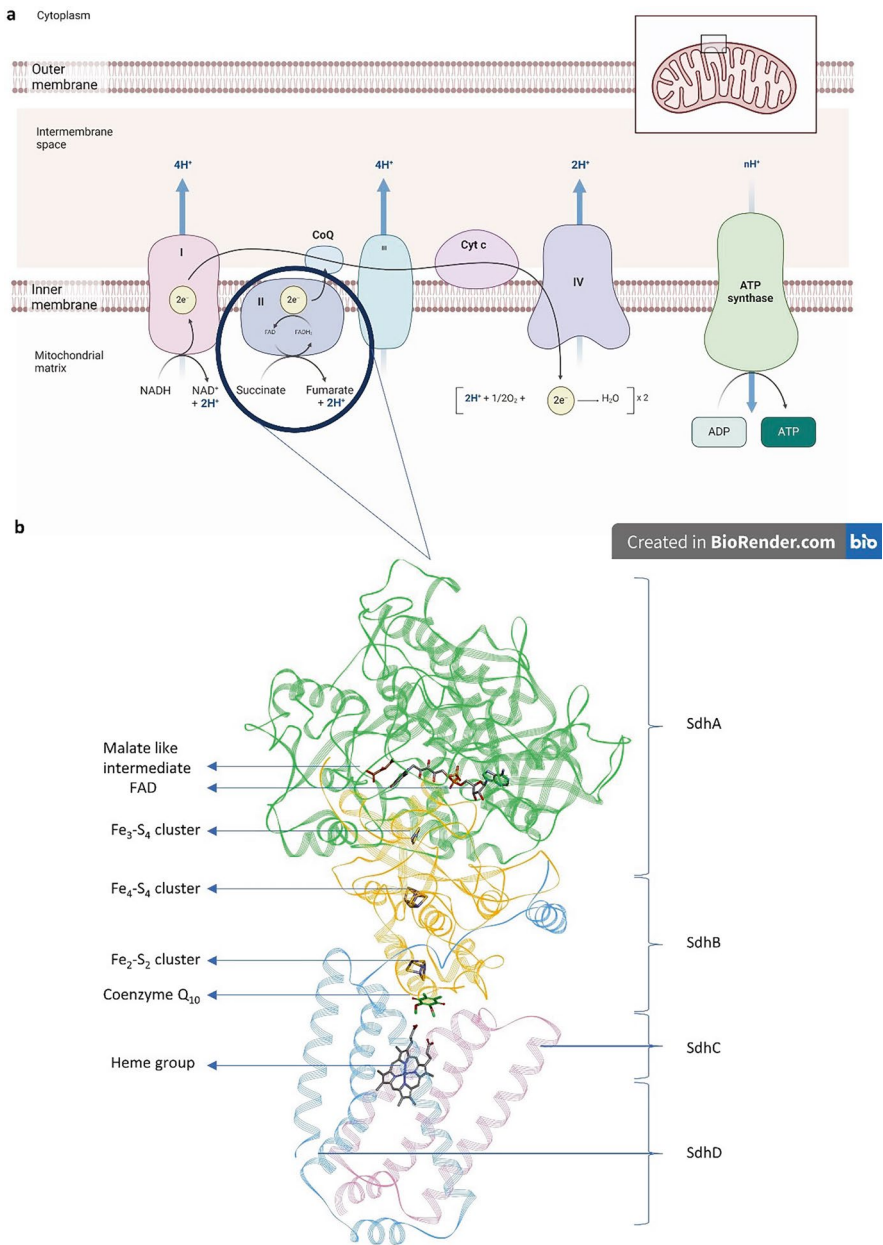 a
Cytoplasm
Outer
membrane
Intermembrane
space
4H⁺
4H⁺
2H⁺
nH⁺
I
CoQ
III
Cyt c
IV
ATP
synthase
Inner
membrane
2e⁻
II
2e⁻
FAD
FADH₂
Mitochondrial
matrix
NADH
NAD⁺
+ 2H⁺
Succinate
Fumarate
+ 2H⁺
2H⁺ + 1/2O₂ +
2e⁻
H₂O
x 2
ADP
ATP
b
Created in BioRender.com bio
SdhA
Malate like
intermediate
FAD
Fe₃-S₄ cluster
Fe₄-S₄ cluster
SdhB
Fe₂-S₂ cluster
Coenzyme Q₁₀
SdhC
Heme group
SdhD